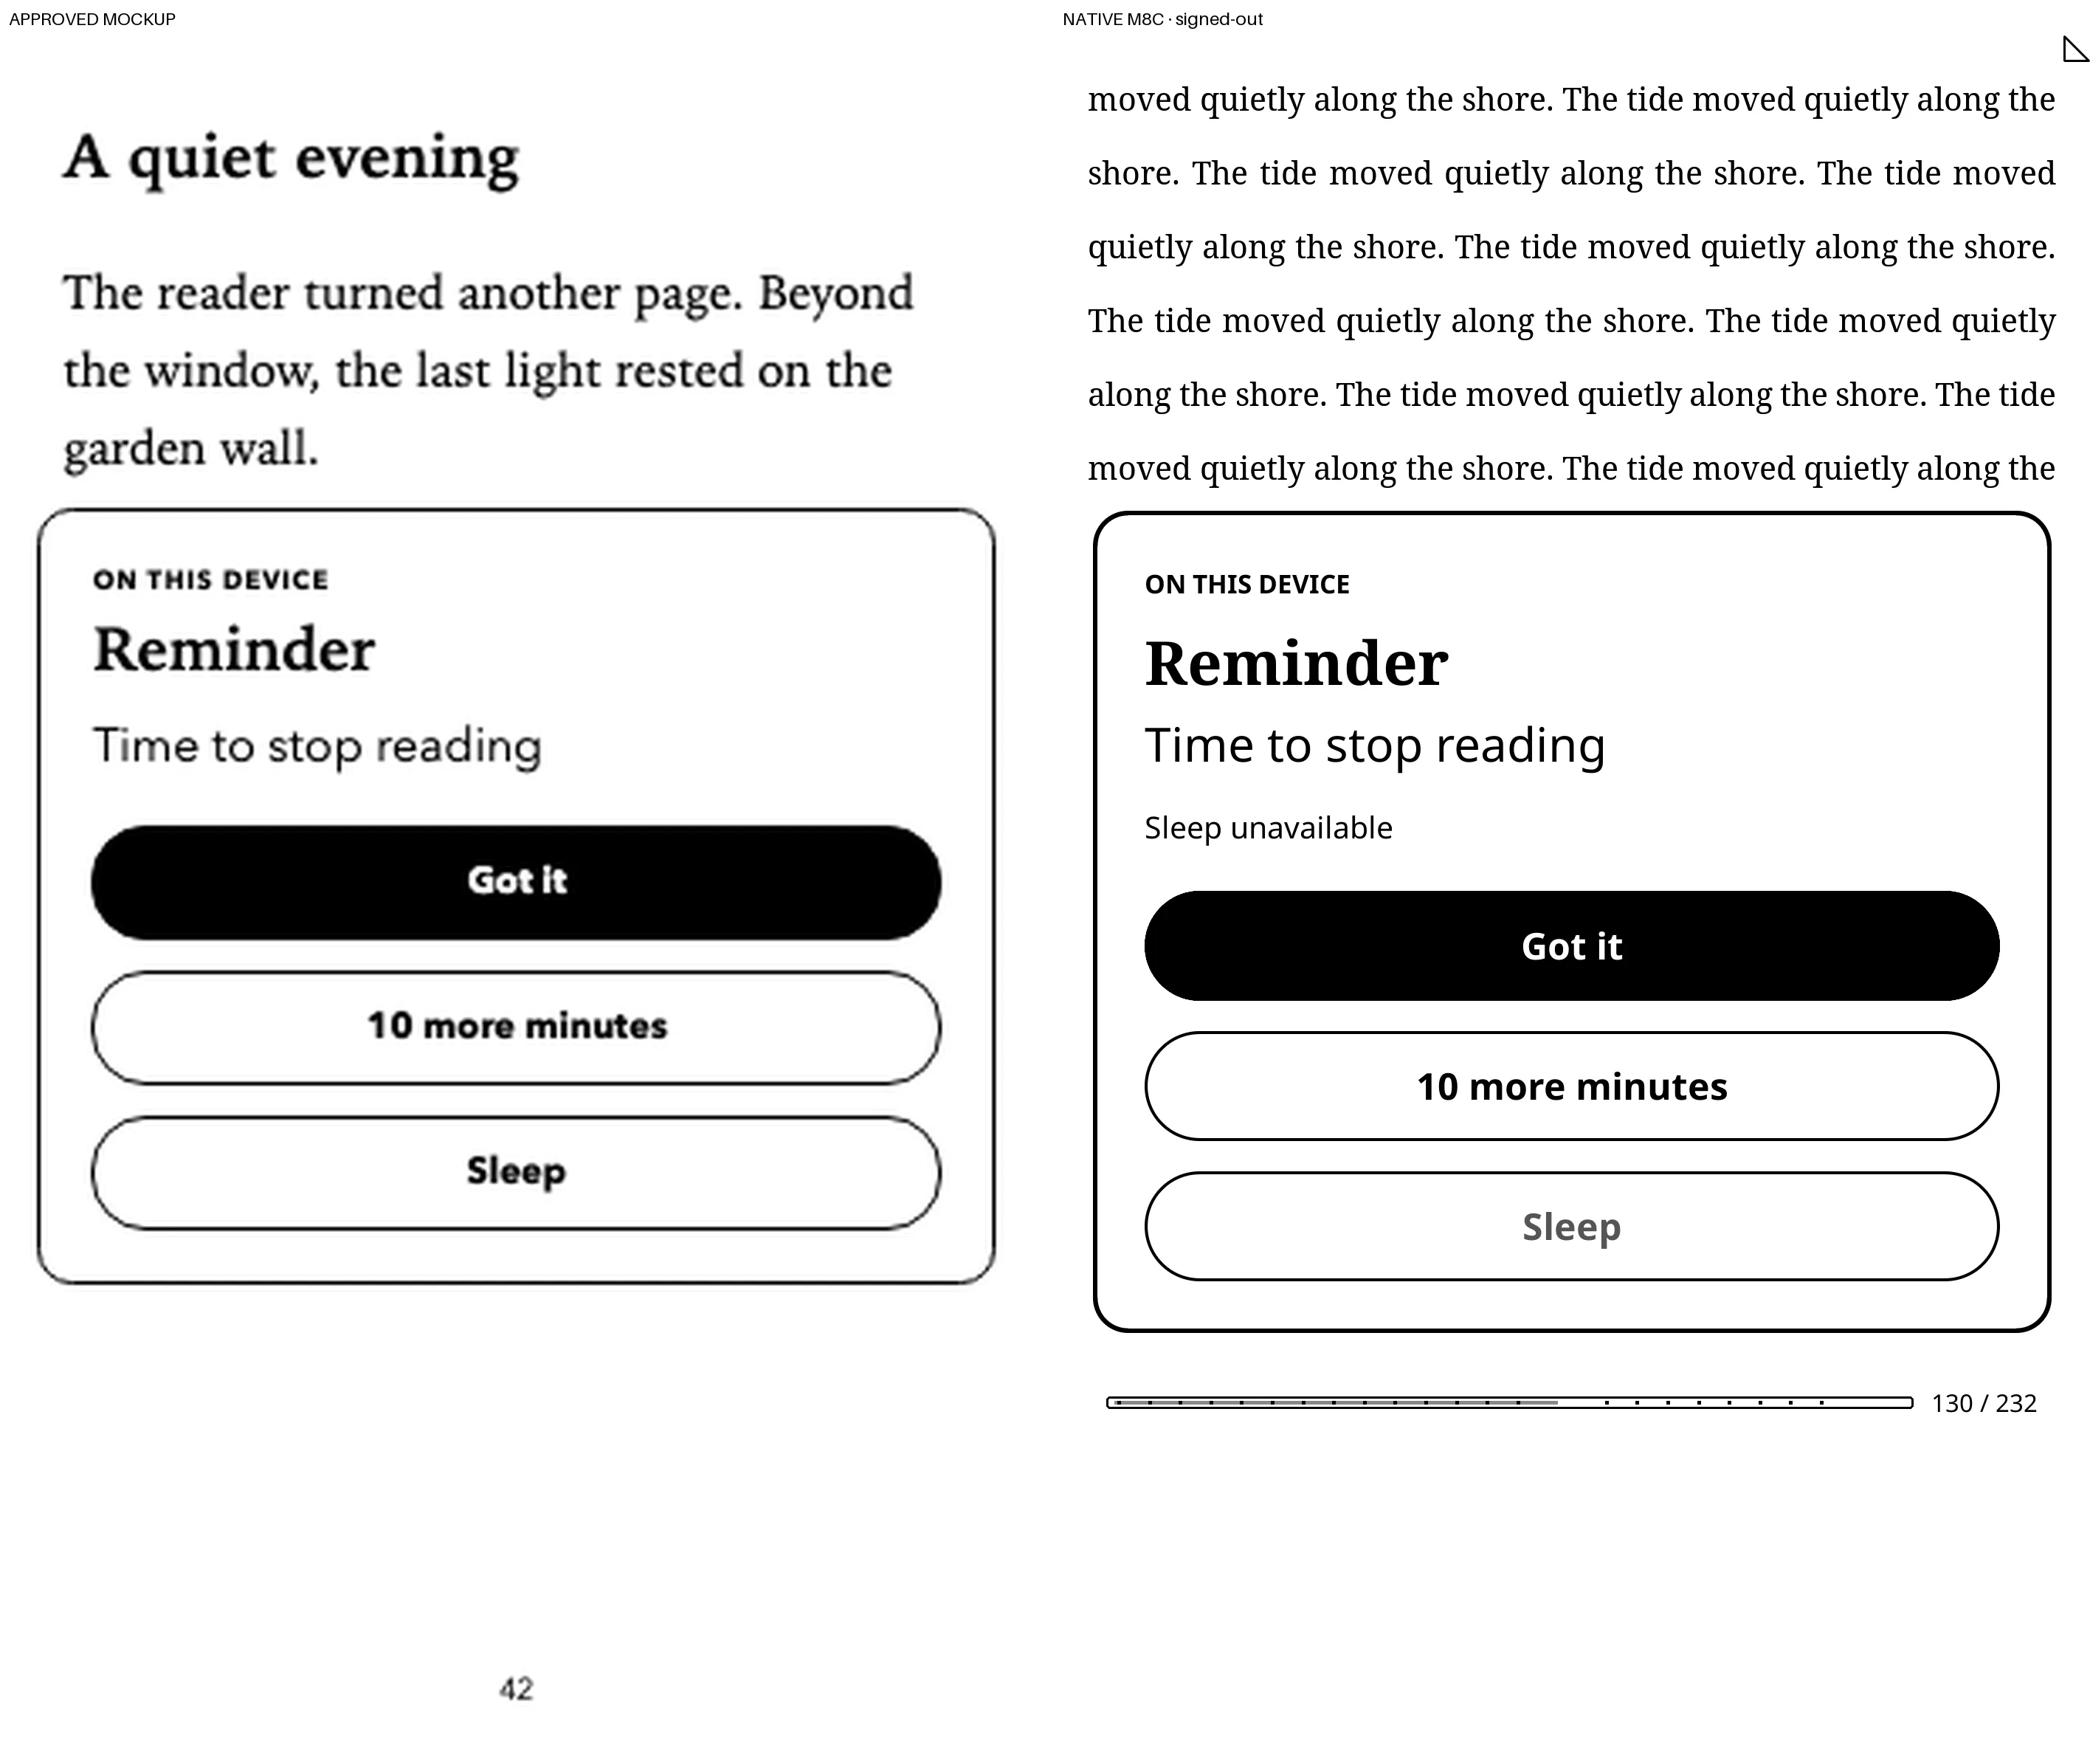 APPROVED MOCKUP
A quiet evening
The reader turned another page. Beyond
the window, the last light rested on the
garden wall.
ON THIS DEVICE
Reminder
Time to stop reading
Got it
10 more minutes
Sleep
42
NATIVE M8C · signed-out
moved quietly along the shore. The tide moved quietly along the
shore. The tide moved quietly along the shore. The tide moved
quietly along the shore. The tide moved quietly along the shore.
The tide moved quietly along the shore. The tide moved quietly
along the shore. The tide moved quietly along the shore. The tide
moved quietly along the shore. The tide moved quietly along the
ON THIS DEVICE
Reminder
Time to stop reading
Sleep unavailable
Got it
10 more minutes
Sleep
130 / 232